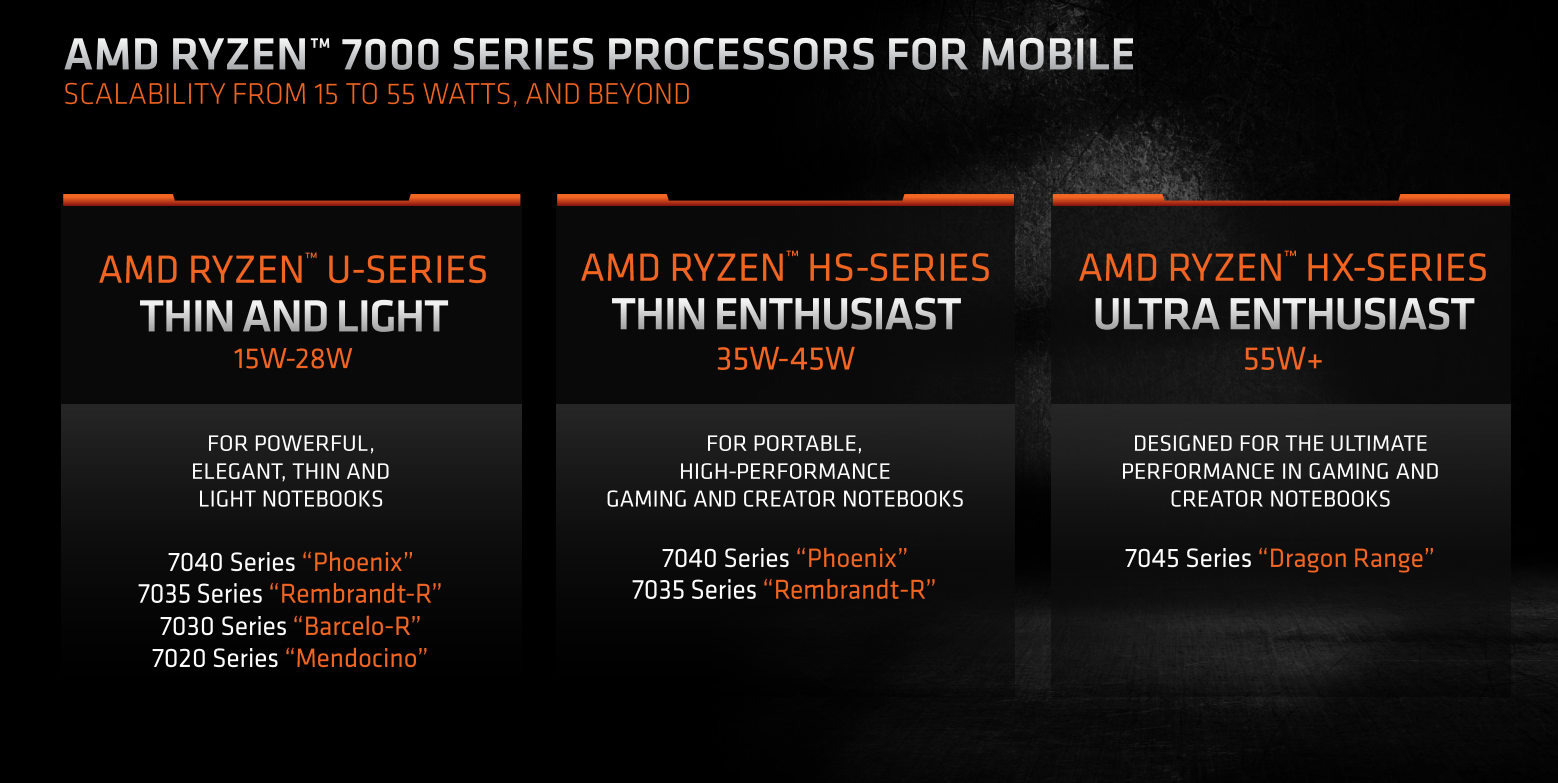 AMD RYZEN™ 7000 SERIES PROCESSORS FOR MOBILE
SCALABILITY FROM 15 TO 55 WATTS, AND BEYOND
AMD RYZEN™ U-SERIES
THIN AND LIGHT
15W-28W
FOR POWERFUL,
ELEGANT, THIN AND
LIGHT NOTEBOOKS
7040 Series “Phoenix”
7035 Series “Rembrandt-R”
7030 Series “Barcelo-R”
7020 Series “Mendocino”
AMD RYZEN™ HS-SERIES
THIN ENTHUSIAST
35W-45W
FOR PORTABLE,
HIGH-PERFORMANCE
GAMING AND CREATOR NOTEBOOKS
7040 Series “Phoenix”
7035 Series “Rembrandt-R”
AMD RYZEN™ HX-SERIES
ULTRA ENTHUSIAST
55W+
DESIGNED FOR THE ULTIMATE
PERFORMANCE IN GAMING AND
CREATOR NOTEBOOKS
7045 Series “Dragon Range”